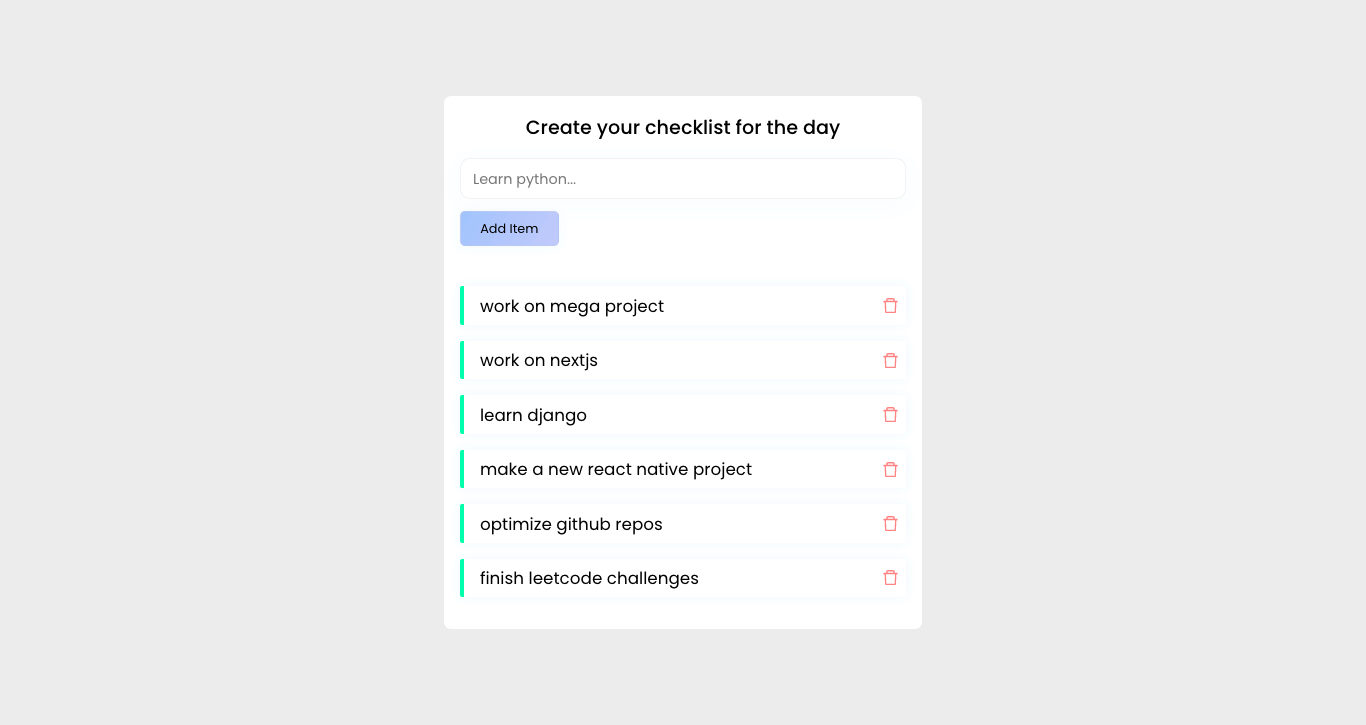 Create your checklist for the day
Learn python...
Add Item
work on mega project
work on nextjs
learn django
make a new react native project
optimize github repos
finish leetcode challenges